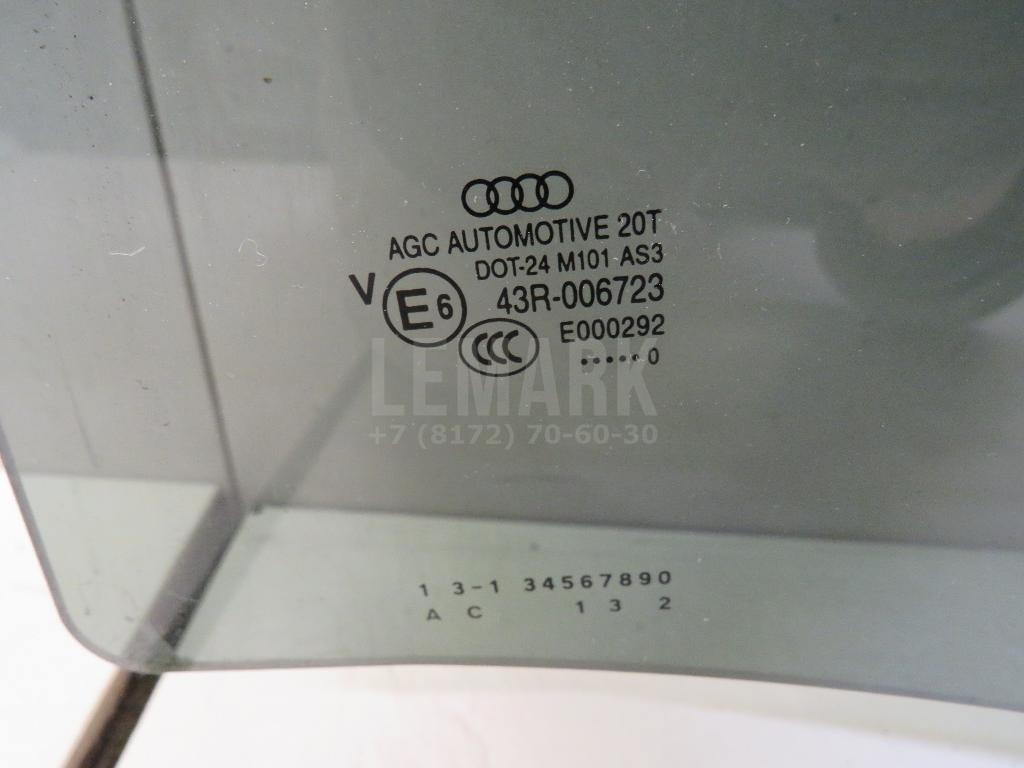 AGC AUTOMOTIVE 20T
DOT-24 M101 AS3
V E6 43R-006723
CCC E000292
•••••0
LEMARK
+7 (8172) 70-60-30
1 3-1 34567890
A C 1 3 2